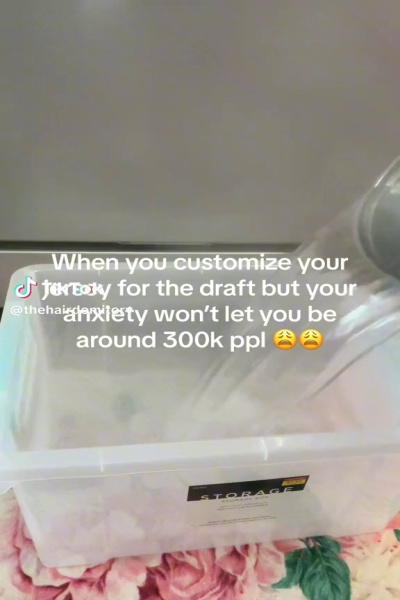 When you customize your
TikTok
jersey for the draft but your
@thehairdemi
anxiety won't let you be
around 300k ppl 😩😩
STORAGE